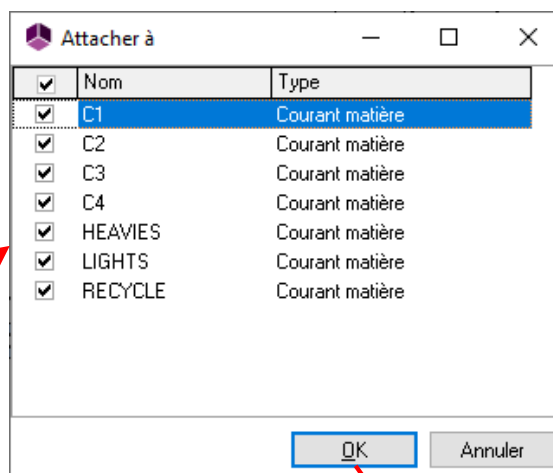 Attacher à
Nom Type
C1 Courant matière
C2 Courant matière
C3 Courant matière
C4 Courant matière
HEAVIES Courant matière
LIGHTS Courant matière
RECYCLE Courant matière
OK Annuler